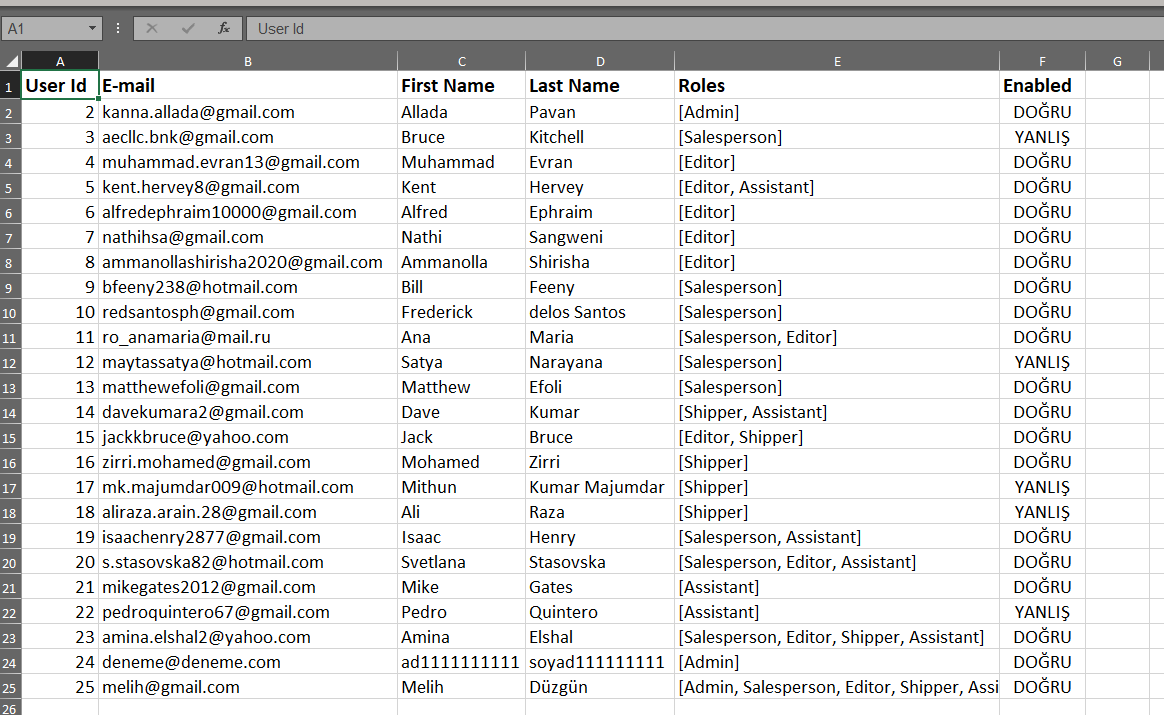 A1 fx User Id
A B C D E F G
1 User Id E-mail First Name Last Name Roles Enabled
2 2 kanna.allada@gmail.com Allada Pavan [Admin] DOĞRU
3 3 aecllc.bnk@gmail.com Bruce Kitchell [Salesperson] YANLIŞ
4 4 muhammad.evran13@gmail.com Muhammad Evran [Editor] DOĞRU
5 5 kent.hervey8@gmail.com Kent Hervey [Editor, Assistant] DOĞRU
6 6 alfredephraim10000@gmail.com Alfred Ephraim [Editor] DOĞRU
7 7 nathihsa@gmail.com Nathi Sangweni [Editor] DOĞRU
8 8 ammanollashirisha2020@gmail.com Ammanolla Shirisha [Editor] DOĞRU
9 9 bfeeny238@hotmail.com Bill Feeny [Salesperson] DOĞRU
10 10 redsantosph@gmail.com Frederick delos Santos [Salesperson] DOĞRU
11 11 ro_anamaria@mail.ru Ana Maria [Salesperson, Editor] DOĞRU
12 12 maytassatya@hotmail.com Satya Narayana [Salesperson] YANLIŞ
13 13 matthewefoli@gmail.com Matthew Efoli [Salesperson] DOĞRU
14 14 davekumara2@gmail.com Dave Kumar [Shipper, Assistant] DOĞRU
15 15 jackkbruce@yahoo.com Jack Bruce [Editor, Shipper] DOĞRU
16 16 zirri.mohamed@gmail.com Mohamed Zirri [Shipper] DOĞRU
17 17 mk.majumdar009@hotmail.com Mithun Kumar Majumdar [Shipper] YANLIŞ
18 18 aliraza.arain.28@gmail.com Ali Raza [Shipper] YANLIŞ
19 19 isaachenry2877@gmail.com Isaac Henry [Salesperson, Assistant] DOĞRU
20 20 s.stasovska82@hotmail.com Svetlana Stasovska [Salesperson, Editor, Assistant] DOĞRU
21 21 mikegates2012@gmail.com Mike Gates [Assistant] DOĞRU
22 22 pedroquintero67@gmail.com Pedro Quintero [Assistant] YANLIŞ
23 23 amina.elshal2@yahoo.com Amina Elshal [Salesperson, Editor, Shipper, Assistant] DOĞRU
24 24 deneme@deneme.com ad1111111111 soyad111111111 [Admin] DOĞRU
25 25 melih@gmail.com Melih Düzgün [Admin, Salesperson, Editor, Shipper, Assi DOĞRU
26